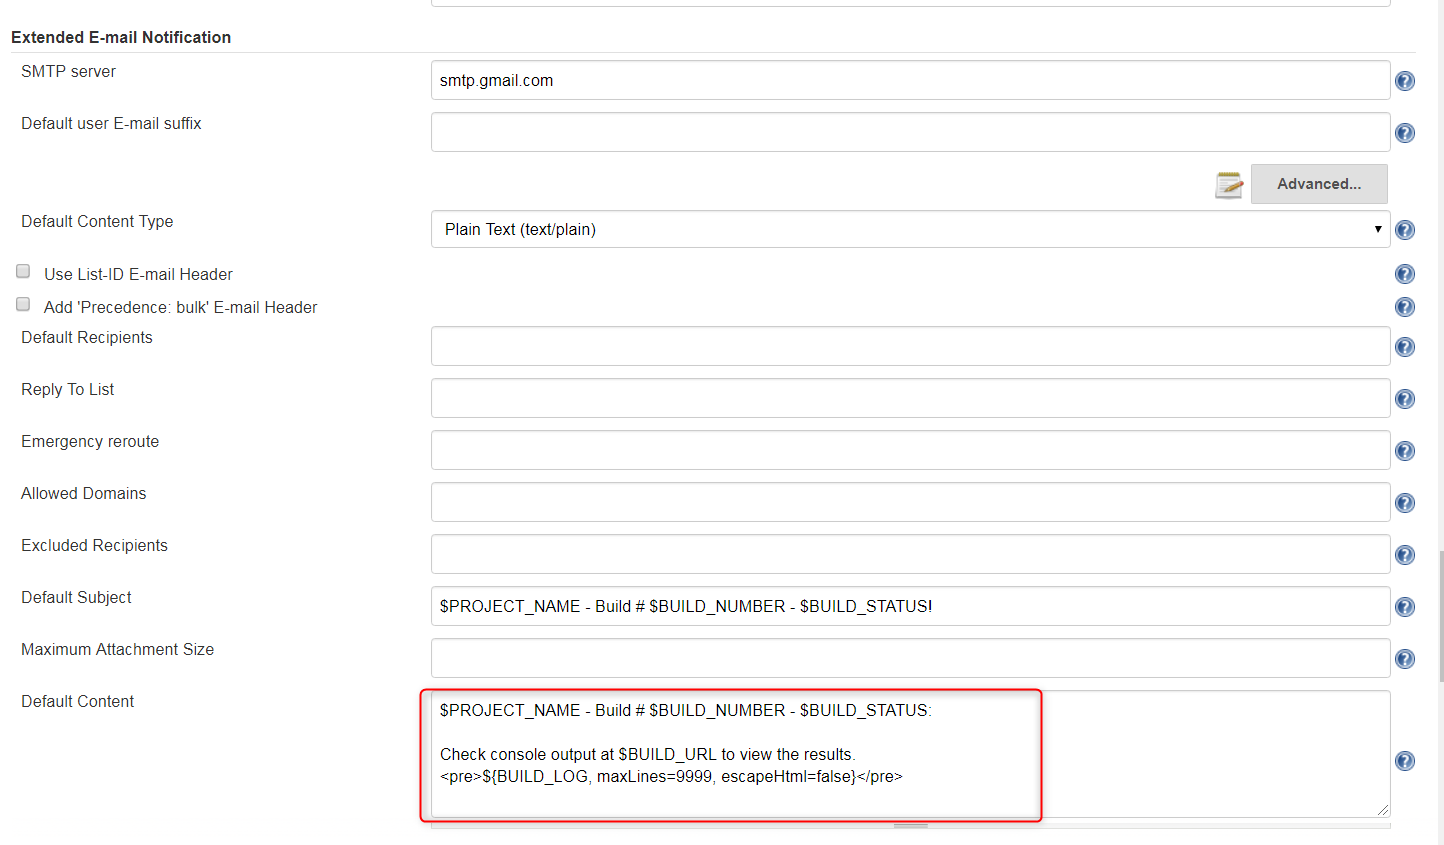 Extended E-mail Notification
SMTP server
smtp.gmail.com
Default user E-mail suffix
Advanced...
Default Content Type
Plain Text (text/plain)
Use List-ID E-mail Header
Add 'Precedence: bulk' E-mail Header
Default Recipients
Reply To List
Emergency reroute
Allowed Domains
Excluded Recipients
Default Subject
$PROJECT_NAME - Build # $BUILD_NUMBER - $BUILD_STATUS!
Maximum Attachment Size
Default Content
$PROJECT_NAME - Build # $BUILD_NUMBER - $BUILD_STATUS:
Check console output at $BUILD_URL to view the results.
<pre>${BUILD_LOG, maxLines=9999, escapeHtml=false}</pre>